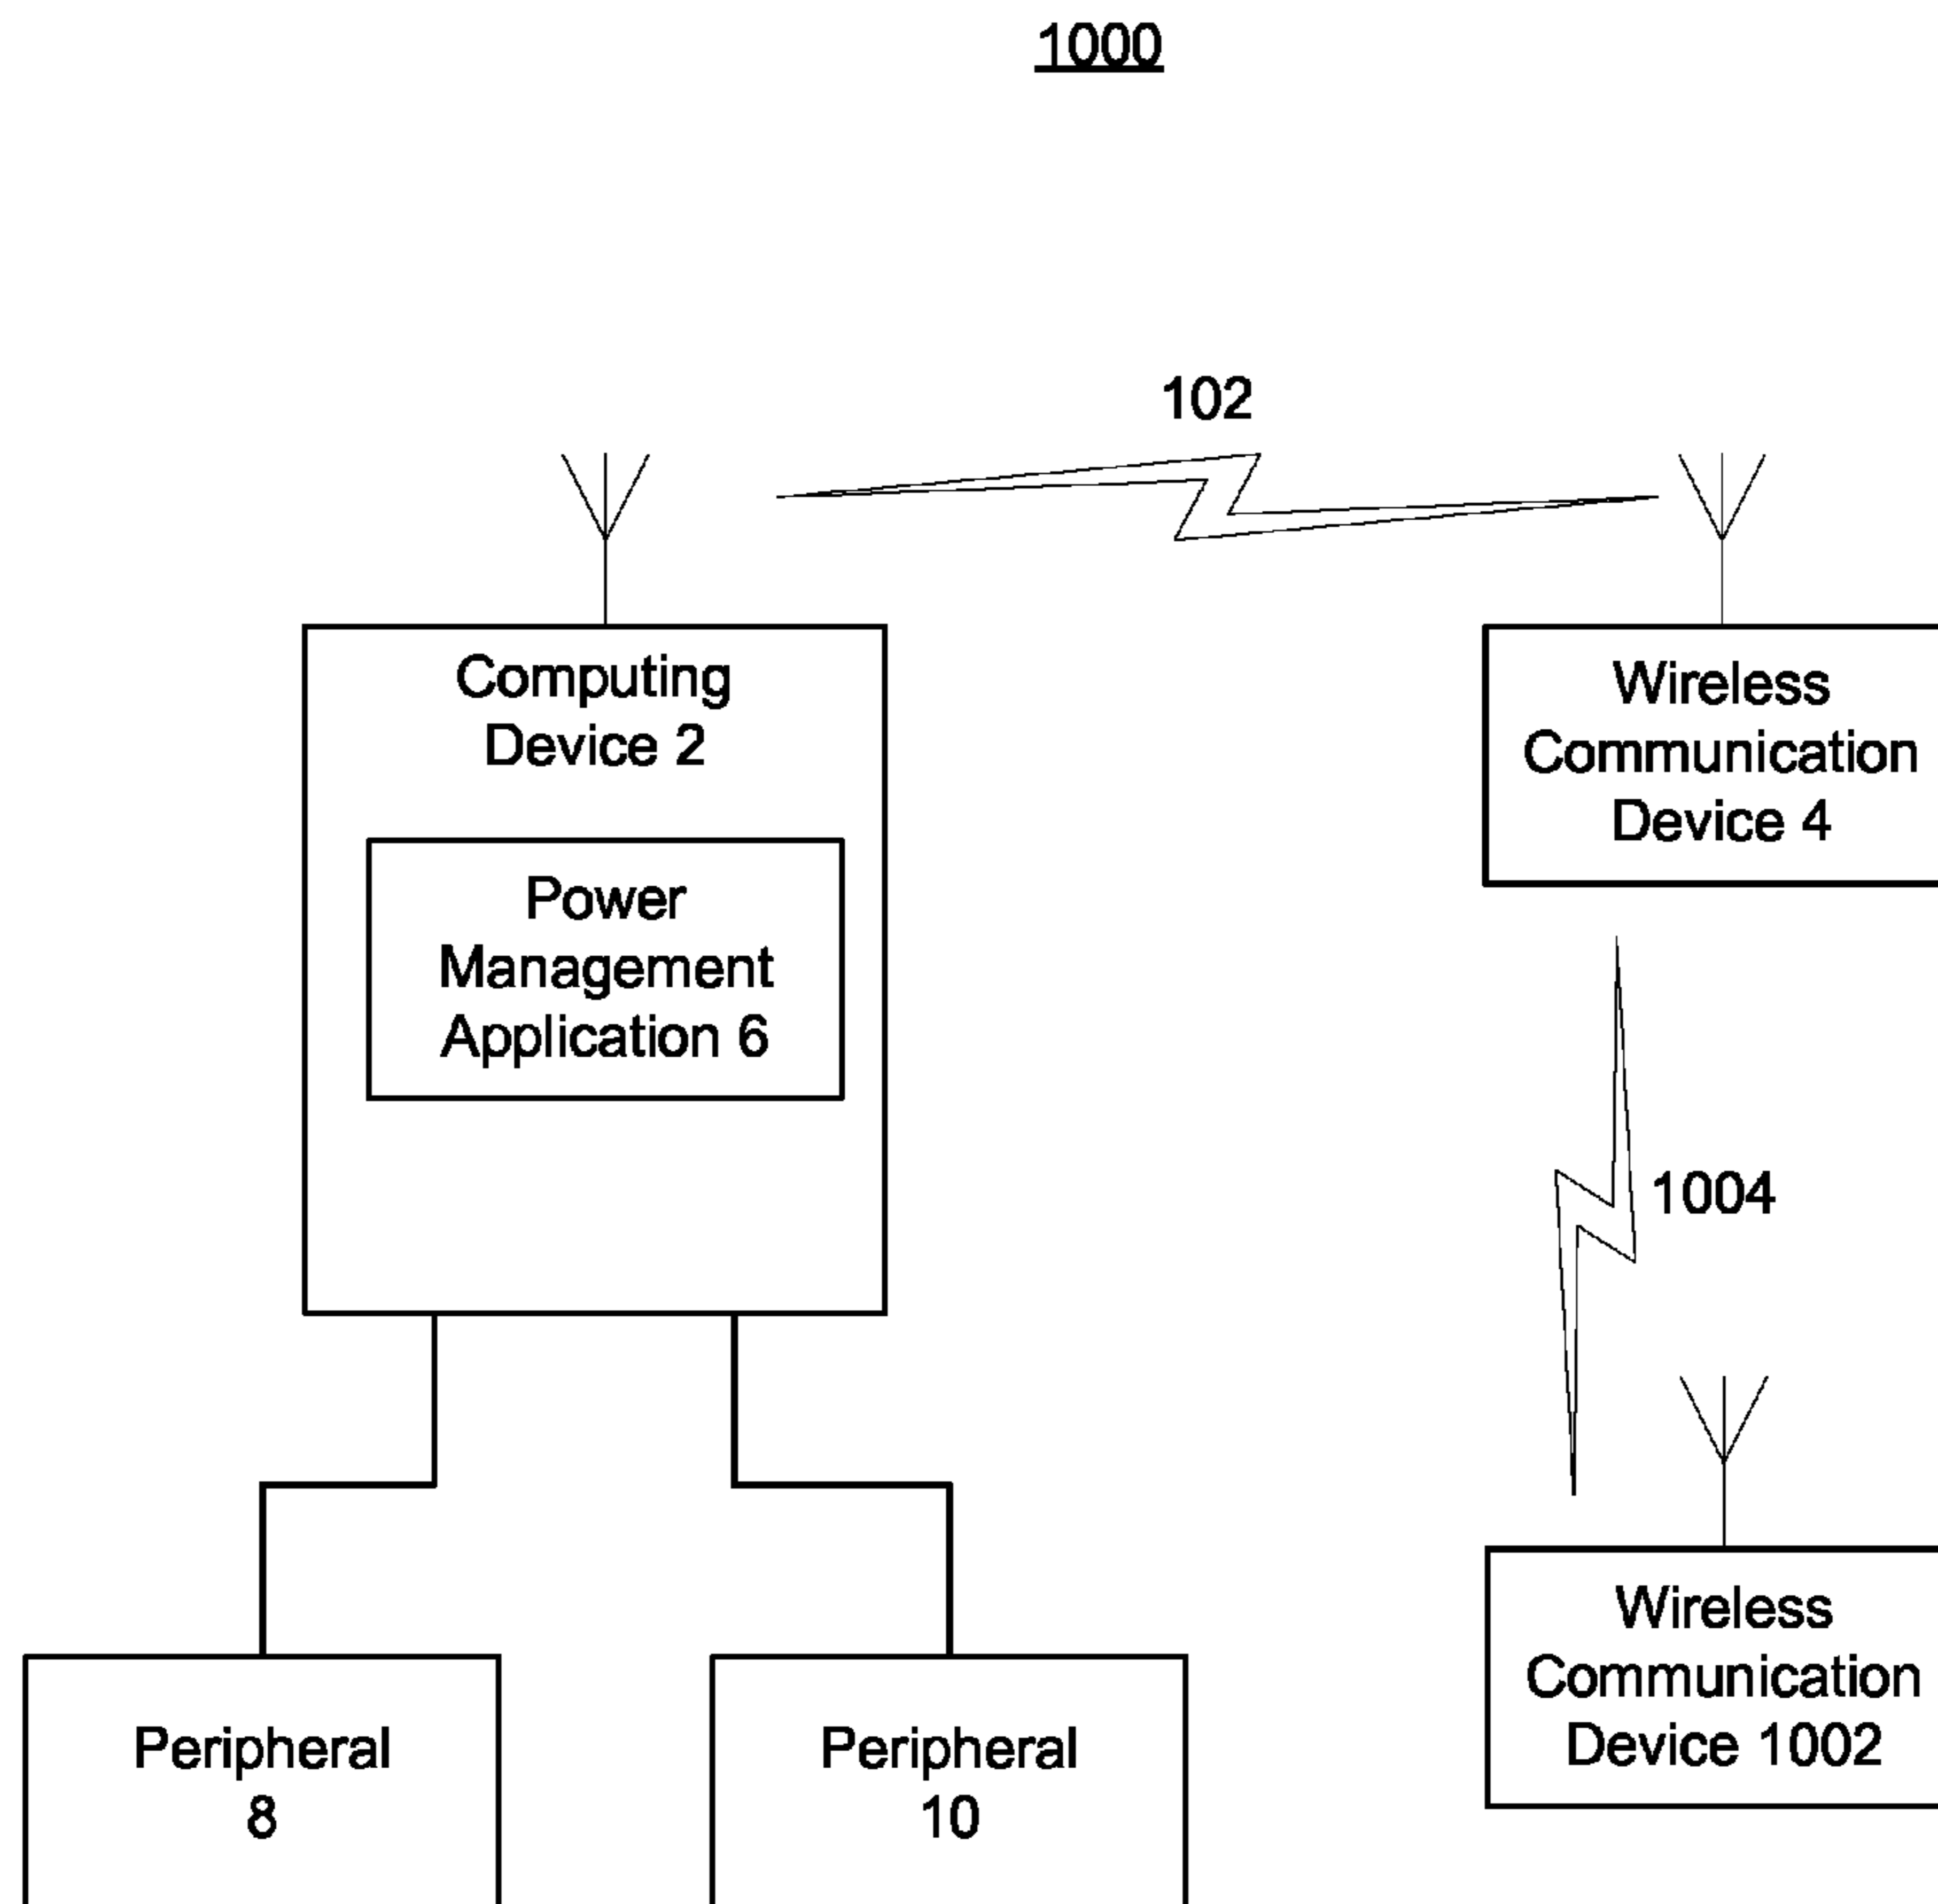 1000
102
Computing
Device 2
Power
Management
Application 6
Wireless
Communication
Device 4
1004
Wireless
Communication
Device 1002
Peripheral
8
Peripheral
10